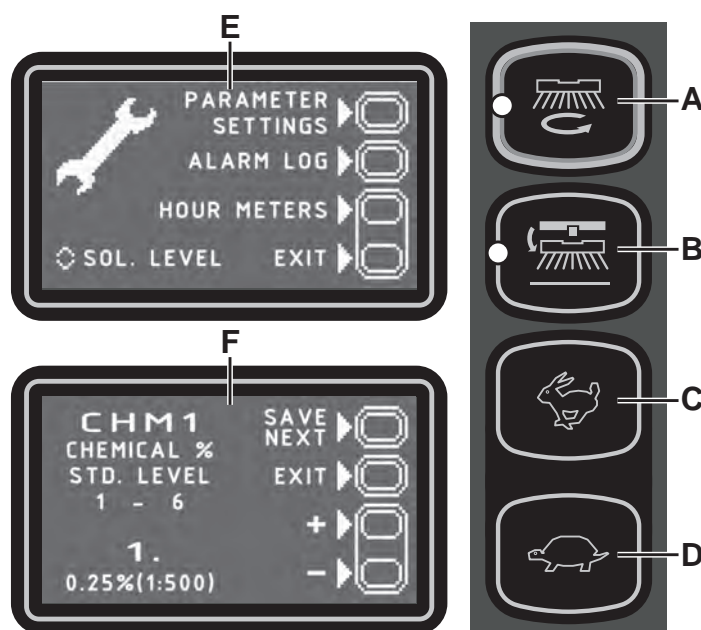 E
PARAMETER
SETTINGS
ALARM LOG
HOUR METERS
SOL. LEVEL EXIT
F
CHM1
CHEMICAL %
STD. LEVEL
1 - 6
1.
0.25%(1:500)
SAVE
NEXT
EXIT
+
-
A
B
C
D